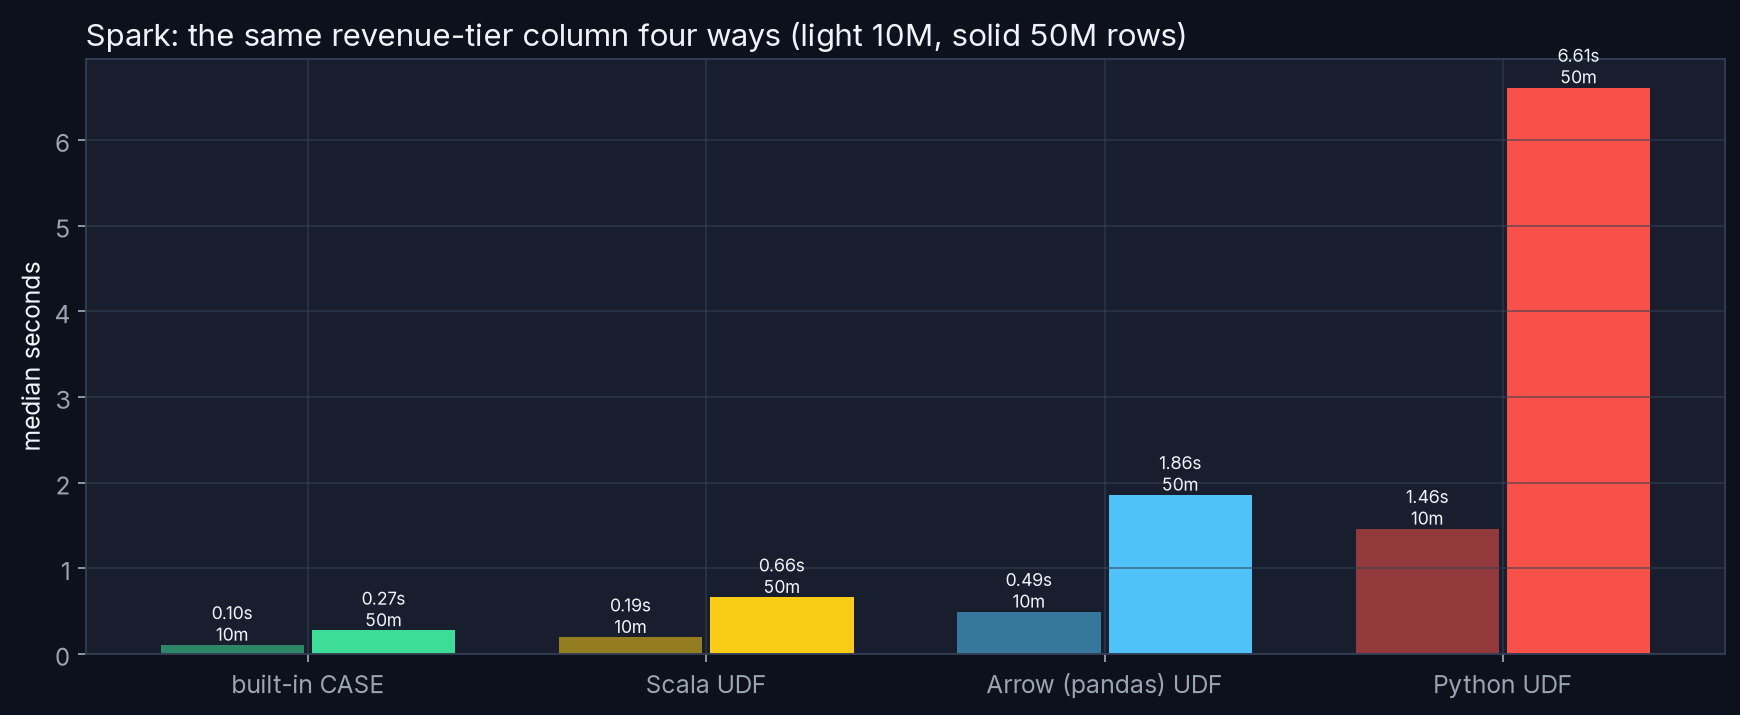 Spark: the same revenue-tier column four ways (light 10M, solid 50M rows)
6.61s
50m
6
5
4
3
2
1
0
median seconds
1.86s
50m
1.46s
10m
0.66s
50m
0.49s
10m
0.27s
50m
0.19s
10m
0.10s
10m
built-in CASE
Scala UDF
Arrow (pandas) UDF
Python UDF